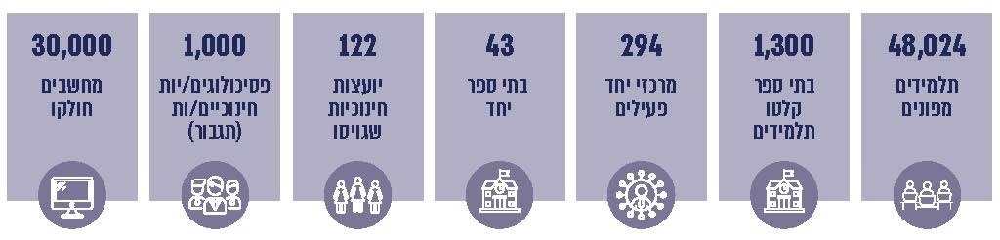 48,024
תלמידים
מפונים
1,300
בתי ספר
קלטו
תלמידים
294
מרכזי יחד
פעילים
43
בתי ספר
יחד
122
יועצות
חינוכיות
שגויסו
1,000
פסיכולוגים/יות
חינוכיים/ות
(תגבור)
30,000
מחשבים
חולקו